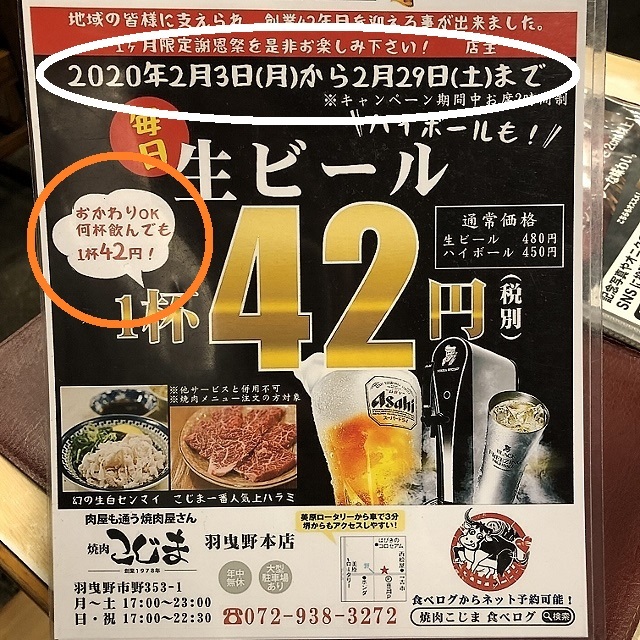 地域の皆様に支えられ、創業42年目を迎える事が出来ました。
1ヶ月限定謝恩祭を是非お楽しみ下さい！ 店主
2020年2月3日(月)から2月29日(土)まで
※キャンペーン期間中お席2時間制
毎日
ハイボールも！
生ビール
おかわりOK
何杯飲んでも
1杯42円！
通常価格
生ビール 480円
ハイボール 450円
1杯42円(税別)
※他サービスと併用不可
※焼肉メニュー注文の方対象
Asahi
幻の生白センマイ
こじま一番人気上ハラミ
肉屋も通う焼肉屋さん
焼肉 こじま
創業1978年
羽曳野本店
年中無休
大型駐車場あり
美原ロータリーから車で3分
堺からもアクセスしやすい！
はびきのコロセアム
羽曳野市野353-1
月～土 17:00～23:00
日・祝 17:00～22:30
☎072-938-3272
食べログからネット予約可能！
焼肉こじま 食べログ 検索